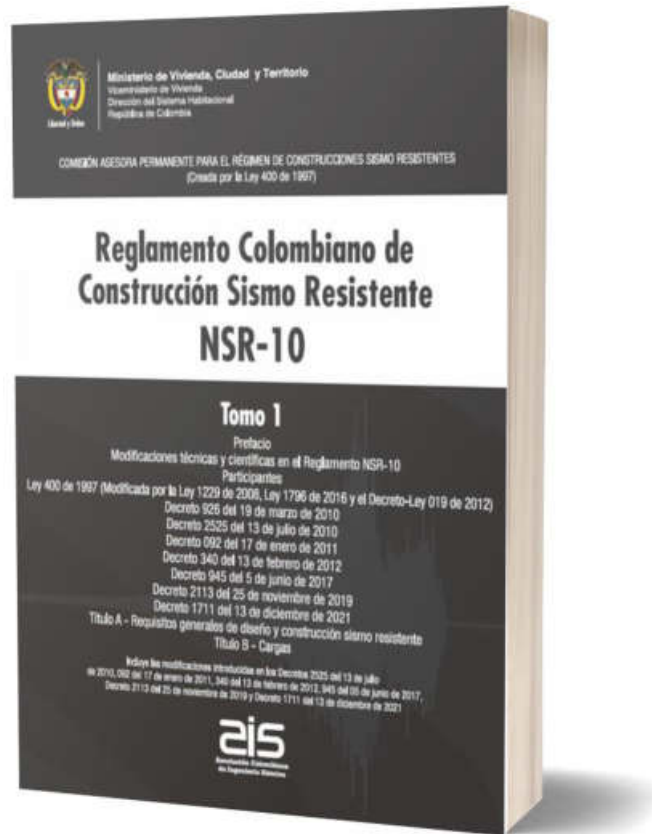 Libertad y Orden
Ministerio de Vivienda, Ciudad y Territorio
Viceministerio de Vivienda
Dirección del Sistema Habitacional
República de Colombia
COMISIÓN ASESORA PERMANENTE PARA EL RÉGIMEN DE CONSTRUCCIONES SISMO RESISTENTES
(Creada por la Ley 400 de 1997)
Reglamento Colombiano de
Construcción Sismo Resistente
NSR-10
Tomo 1
Prefacio
Modificaciones técnicas y científicas en el Reglamento NSR-10
Participantes
Ley 400 de 1997 (Modificada por la Ley 1229 de 2008, Ley 1796 de 2016 y el Decreto-Ley 019 de 2012)
Decreto 926 del 19 de marzo de 2010
Decreto 2525 del 13 de julio de 2010
Decreto 092 del 17 de enero de 2011
Decreto 340 del 13 de febrero de 2012
Decreto 945 del 5 de junio de 2017
Decreto 2113 del 25 de noviembre de 2019
Decreto 1711 del 13 de diciembre de 2021
Título A - Requisitos generales de diseño y construcción sismo resistente
Título B - Cargas
Incluye las modificaciones introducidas en los Decretos 2525 del 13 de julio
de 2010, 092 del 17 de enero de 2011, 340 del 13 de febrero de 2012, 945 del 05 de junio de 2017,
Decreto 2113 del 25 de noviembre de 2019 y Decreto 1711 del 13 de diciembre de 2021
ais
Asociación Colombiana
de Ingeniería Sísmica